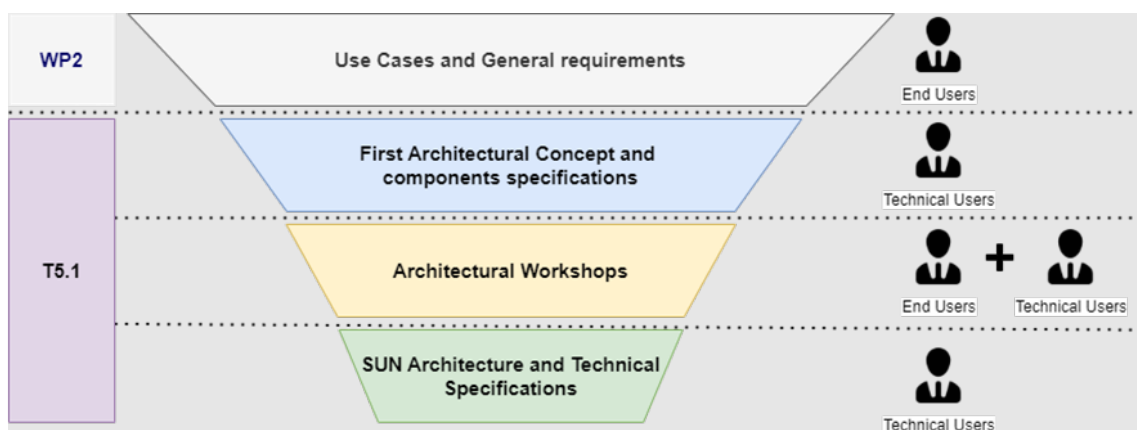 WP2
Use Cases and General requirements
End Users
First Architectural Concept and
components specifications
Technical Users
T5.1
Architectural Workshops
+
End Users
Technical Users
SUN Architecture and Technical
Specifications
Technical Users